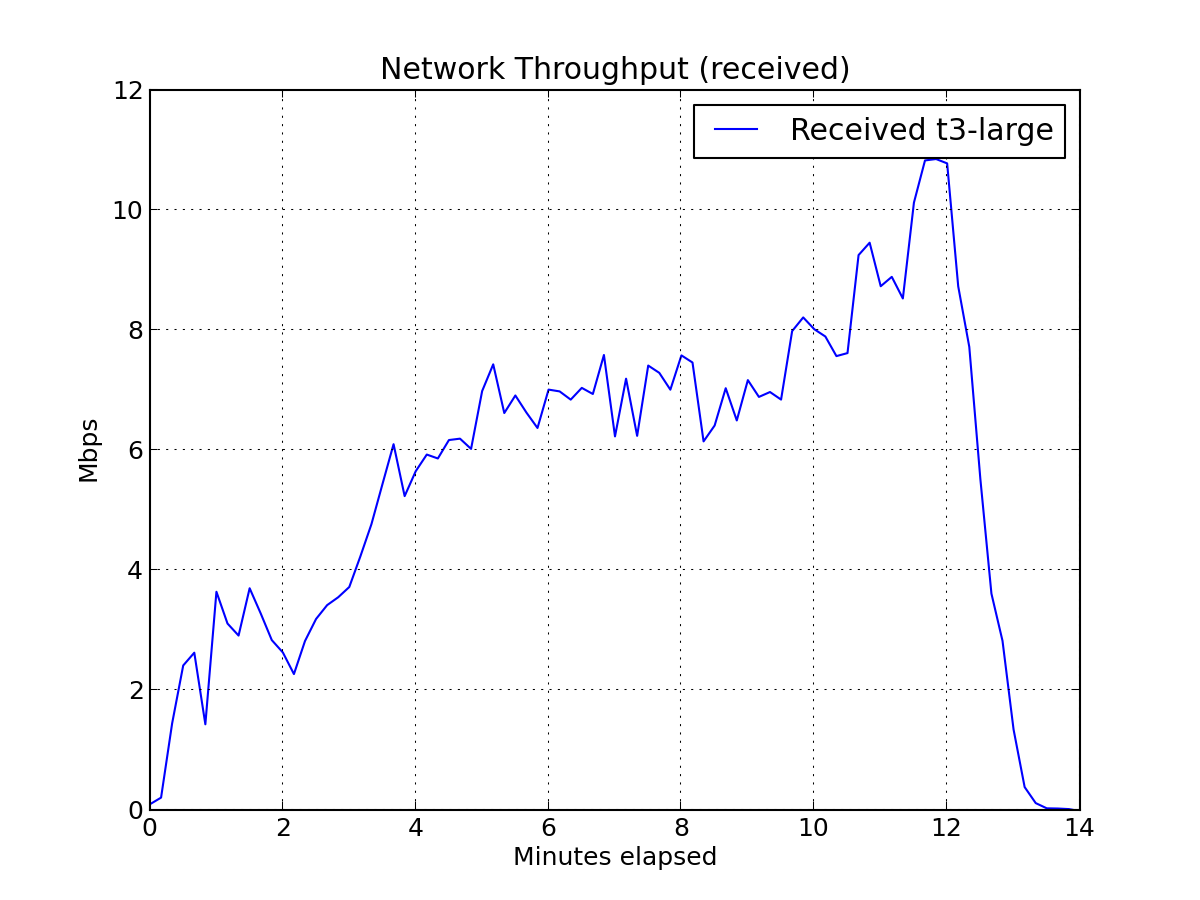 Network Throughput (received)
Received t3-large
12
10
8
6
4
2
0
Mbps
0 2 4 6 8 10 12 14
Minutes elapsed